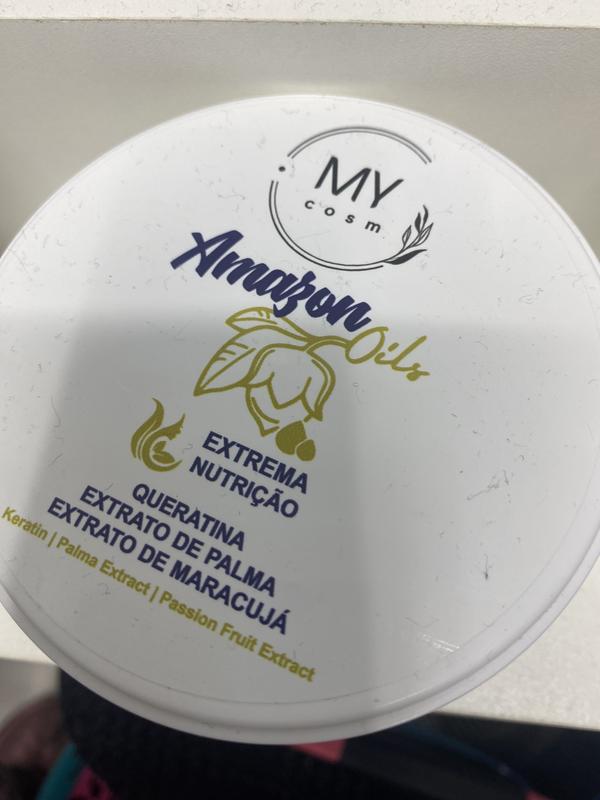 MY
cosm
Amazon
Oils
EXTREMA
NUTRIÇÃO
QUERATINA
EXTRATO DE PALMA
EXTRATO DE MARACUJÁ
Keratin | Palma Extract | Passion Fruit Extract